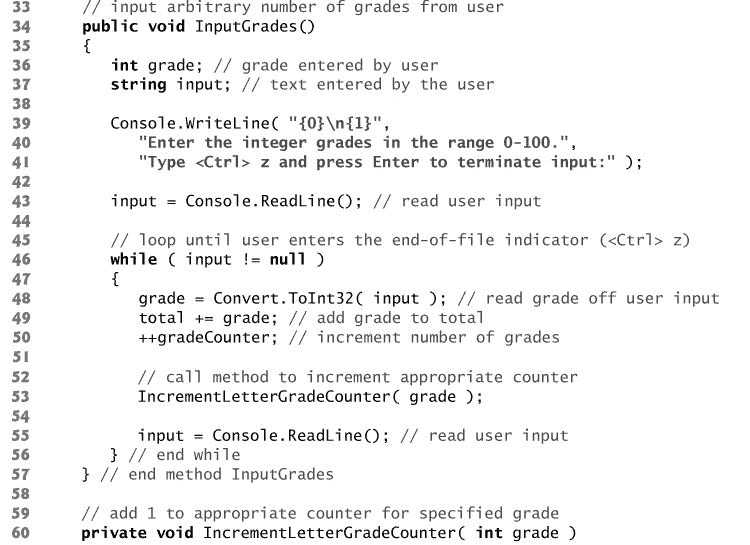 33 // input arbitrary number of grades from user
34 public void InputGrades()
35 {
36 int grade; // grade entered by user
37 string input; // text entered by the user
38
39 Console.WriteLine( "{0}\n{1}",
40 "Enter the integer grades in the range 0-100.",
41 "Type <Ctrl> z and press Enter to terminate input:" );
42
43 input = Console.ReadLine(); // read user input
44
45 // loop until user enters the end-of-file indicator (<Ctrl> z)
46 while ( input != null )
47 {
48 grade = Convert.ToInt32( input ); // read grade off user input
49 total += grade; // add grade to total
50 ++gradeCounter; // increment number of grades
51
52 // call method to increment appropriate counter
53 IncrementLetterGradeCounter( grade );
54
55 input = Console.ReadLine(); // read user input
56 } // end while
57 } // end method InputGrades
58
59 // add 1 to appropriate counter for specified grade
60 private void IncrementLetterGradeCounter( int grade )